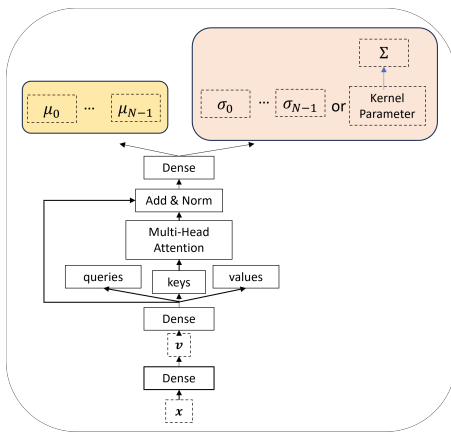 Σ
μ0 ... μN−1
σ0 ... σN−1 or Kernel
Parameter
Dense
Add & Norm
Multi-Head
Attention
queries keys values
Dense
v
Dense
x